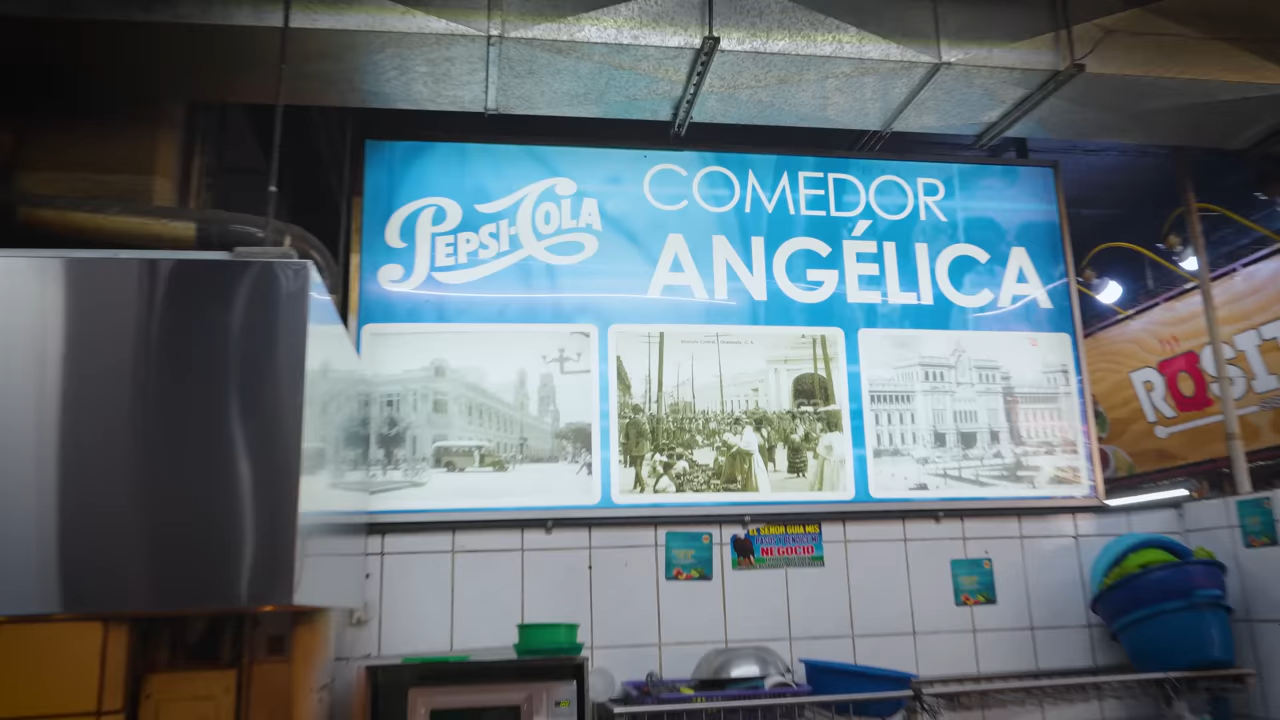 PEPSI-COLA
COMEDOR
ANGÉLICA
EL SEÑOR GUIA MIS
NEGOCIO
ROSIT